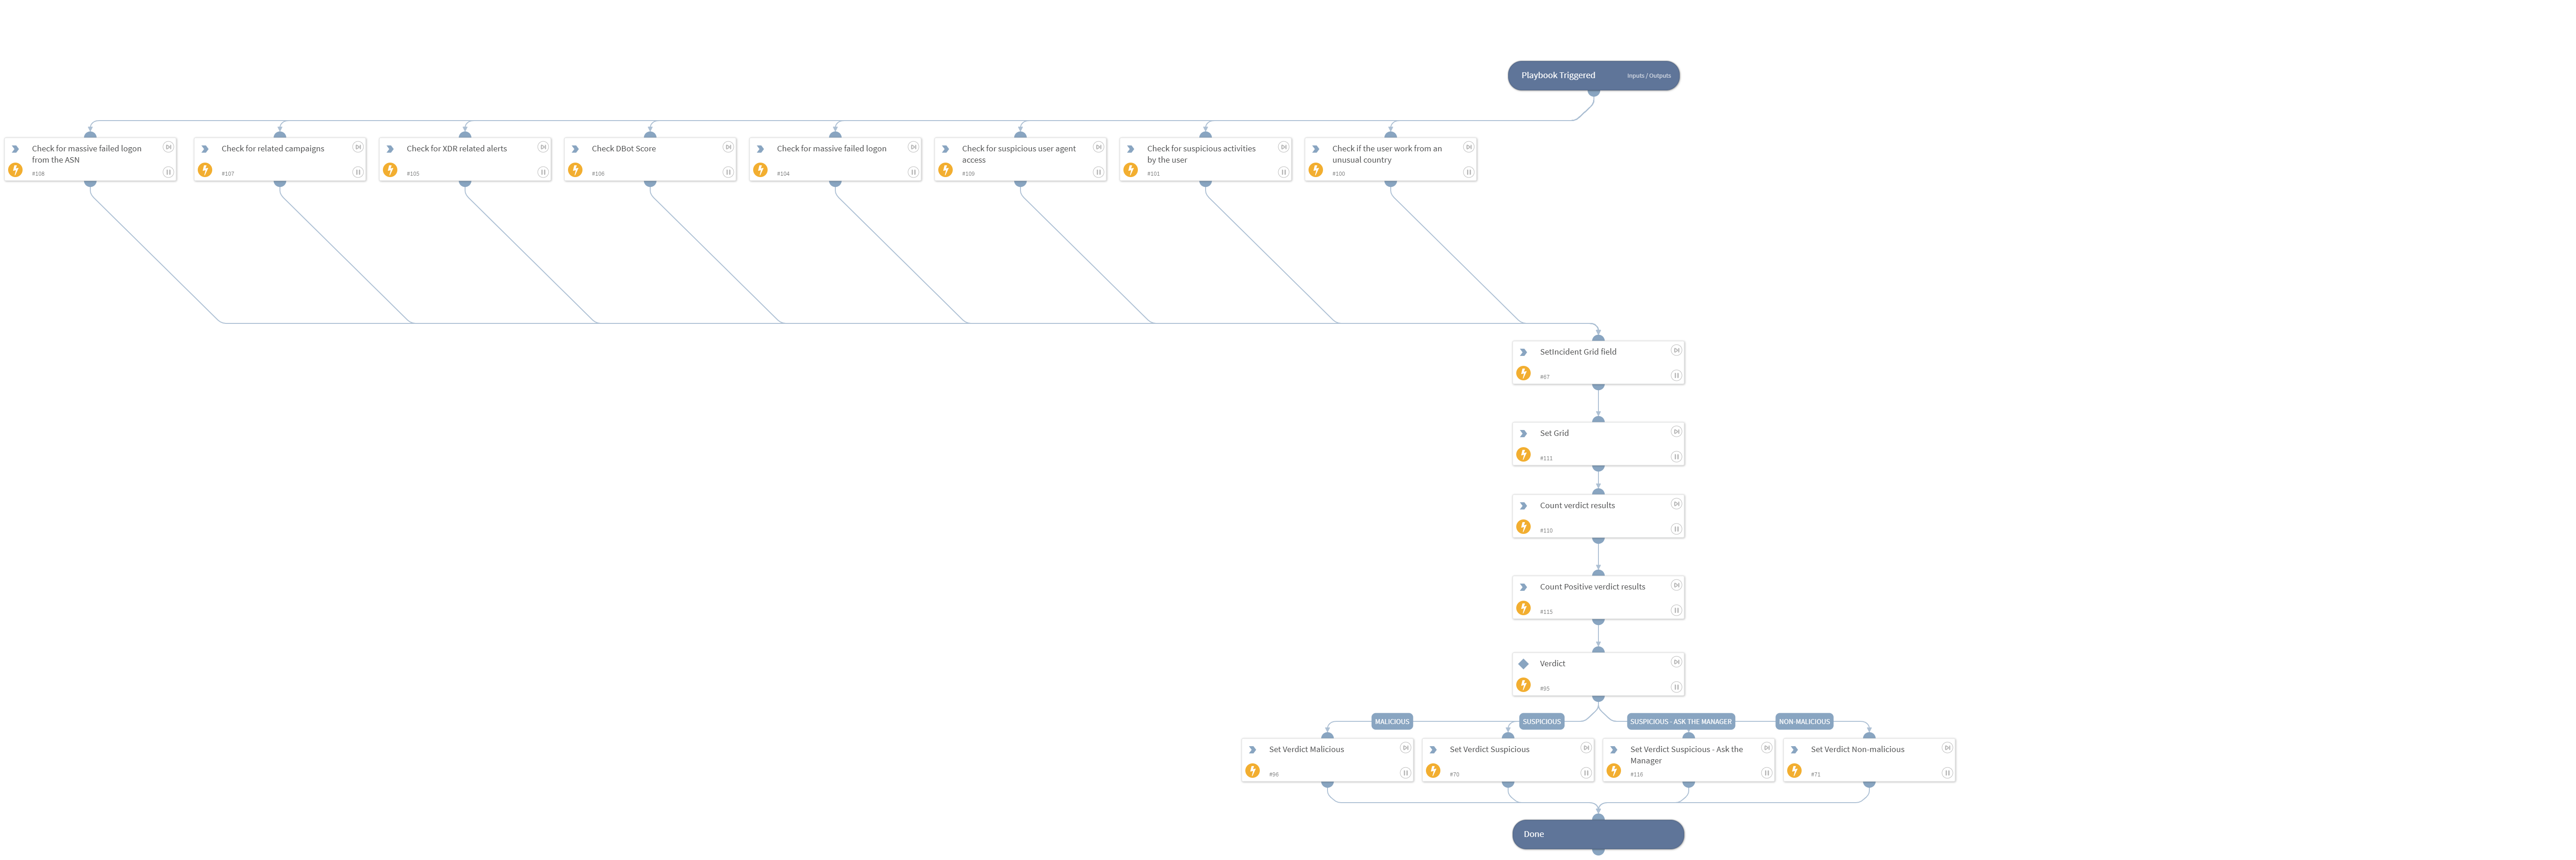 Playbook Triggered
Inputs / Outputs
Check for massive failed logon
from the ASN
#108
Check for related campaigns
#107
Check for XDR related alerts
#105
Check DBot Score
#106
Check for massive failed logon
#104
Check for suspicious user agent
access
#109
Check for suspicious activities
by the user
#101
Check if the user work from an
unusual country
#100
SetIncident Grid field
#67
Set Grid
#111
Count verdict results
#110
Count Positive verdict results
#115
Verdict
#95
MALICIOUS
SUSPICIOUS
SUSPICIOUS - ASK THE MANAGER
NON-MALICIOUS
Set Verdict Malicious
#96
Set Verdict Suspicious
#70
Set Verdict Suspicious - Ask the
Manager
#116
Set Verdict Non-malicious
#71
Done